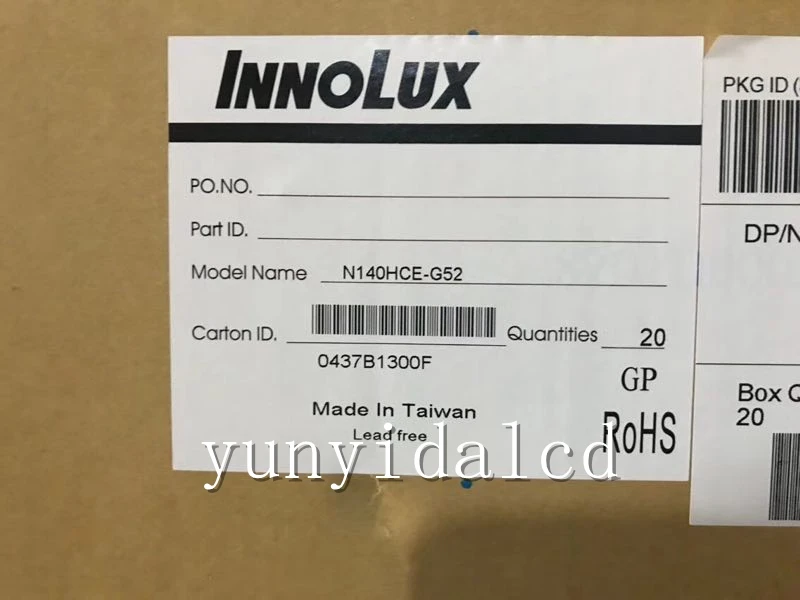 INNOLUX
PO.NO.
Part ID.
Model Name N140HCE-G52
Carton ID. Quantities 20
0437B1300F
GP
Made In Taiwan
Lead free
RoHS
yunyidalcd
PKG ID (
DP/N
Box Q
20